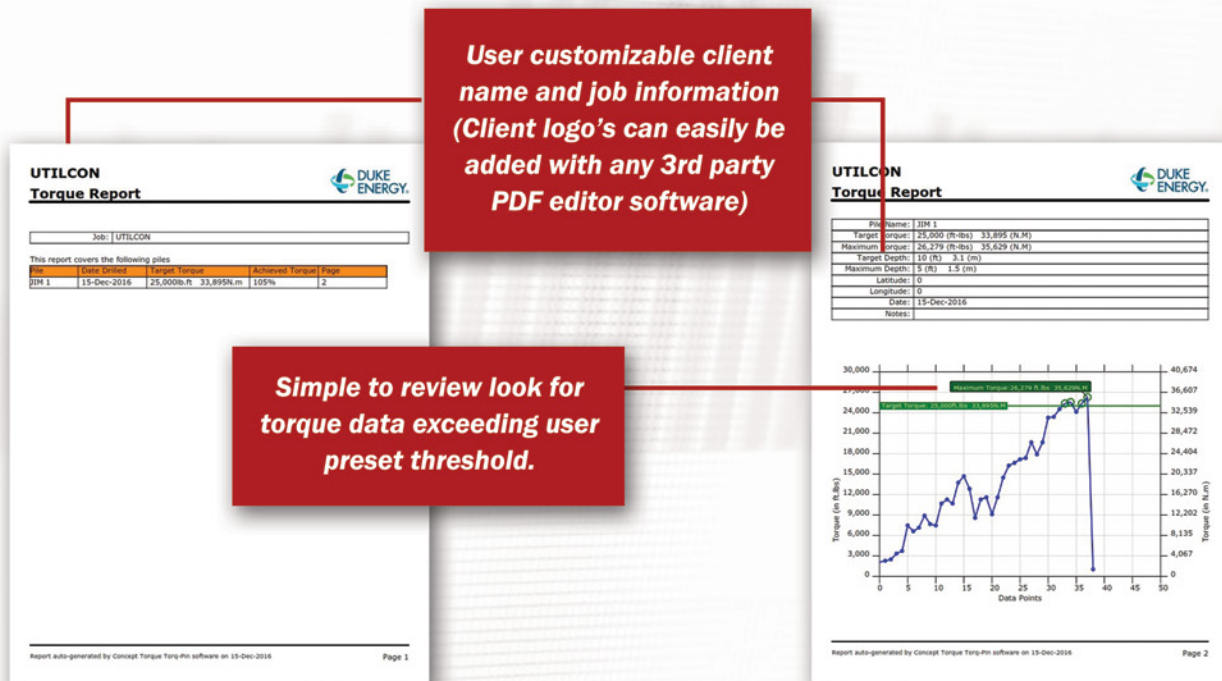 User customizable client
name and job information
(Client logo's can easily be
added with any 3rd party
PDF editor software)
UTILCON
Torque Report
DUKE
ENERGY.
Job: UTILCON
This report covers the following piles
Pile Date Drilled Target Torque Achieved Torque Page
JIM 1 15-Dec-2016 25,000lb.ft 33,895N.m 105% 2
Simple to review look for
torque data exceeding user
preset threshold.
Report auto-generated by Concept Torque Torq-Pin software on 15-Dec-2016 Page 1
UTILCON
Torque Report
DUKE
ENERGY.
Pile Name: JIM 1
Target Torque: 25,000 (ft-lbs) 33,895 (N.M)
Maximum Torque: 26,279 (ft-lbs) 35,629 (N.M)
Target Depth: 10 (ft) 3.1 (m)
Maximum Depth: 5 (ft) 1.5 (m)
Latitude: 0
Longitude: 0
Date: 15-Dec-2016
Notes:
30,000 40,674
Maximum Torque: 26,279 ft.lbs 35,629N.M
27,000 36,607
Target Torque: 25,000ft.lbs 33,895N.M
24,000 32,539
21,000 28,472
18,000 24,404
15,000 20,337
12,000 16,270
9,000 12,202
6,000 8,135
3,000 4,067
0 0
Torque (in ft.lbs)
Torque (in N.m)
0 5 10 15 20 25 30 35 40 45 50
Data Points
Report auto-generated by Concept Torque Torq-Pin software on 15-Dec-2016 Page 2